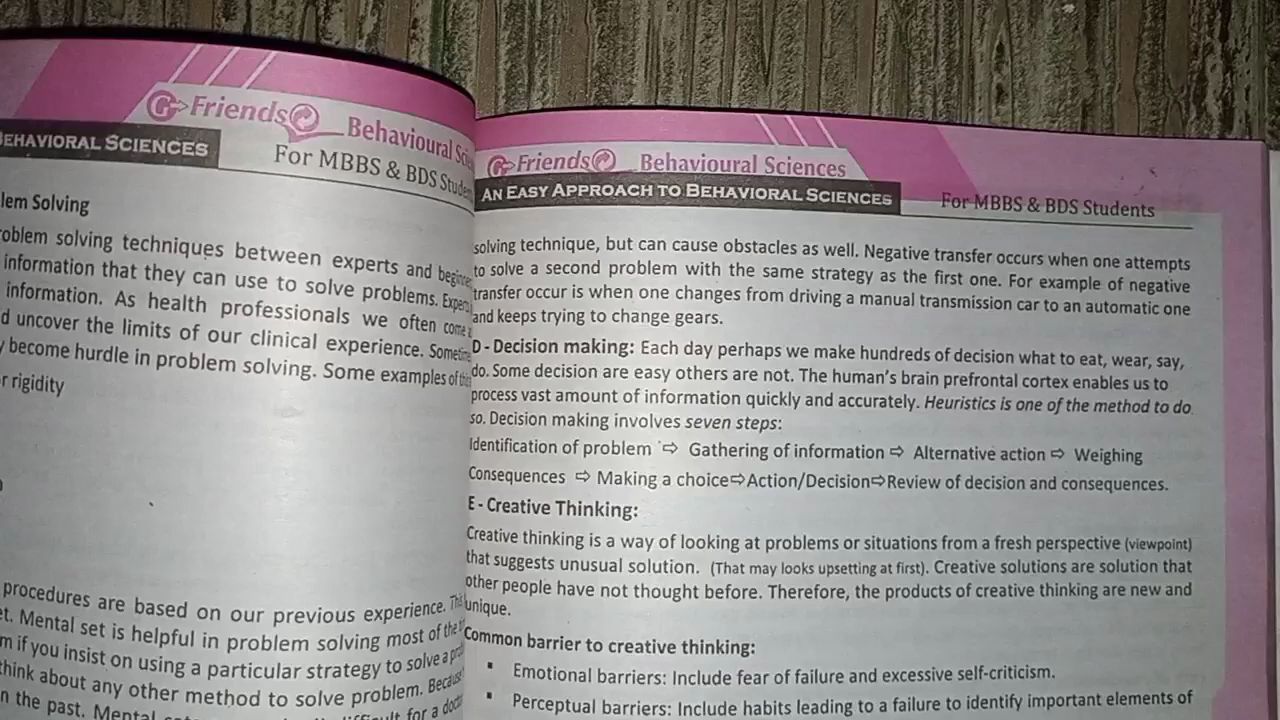 Friends
Behavioural
BEHAVIORAL SCIENCES
For MBBS & BDS
Solving
problem solving techniques between experts and
information that they can use to solve problems.
information. As health professionals we often come
uncover the limits of our clinical experience.
become hurdle in problem solving. Some examples of
rigidity
procedures are based on our previous experience.
Mental set is helpful in problem solving most of the
if you insist on using a particular strategy to solve a
think about any other method to solve problem.
n the past. Mental
for a
Friends
Behavioural Sciences
AN EASY APPROACH TO BEHAVIORAL SCIENCES
For MBBS & BDS Students
solving technique, but can cause obstacles as well. Negative transfer occurs when one attempts
to solve a second problem with the same strategy as the first one. For example of negative
transfer occur is when one changes from driving a manual transmission car to an automatic one
and keeps trying to change gears.
D - Decision making: Each day perhaps we make hundreds of decision what to eat, wear, say,
do. Some decision are easy others are not. The human's brain prefrontal cortex enables us to
process vast amount of information quickly and accurately. Heuristics is one of the method to do
so. Decision making involves seven steps:
Identification of problem ⇨ Gathering of information ⇨ Alternative action ⇨ Weighing
Consequences ⇨ Making a choice⇨Action/Decision⇨Review of decision and consequences.
E - Creative Thinking:
Creative thinking is a way of looking at problems or situations from a fresh perspective (viewpoint)
that suggests unusual solution. (That may looks upsetting at first). Creative solutions are solution that
other people have not thought before. Therefore, the products of creative thinking are new and
unique.
Common barrier to creative thinking:
▪ Emotional barriers: Include fear of failure and excessive self-criticism.
▪ Perceptual barriers: Include habits leading to a failure to identify important elements of